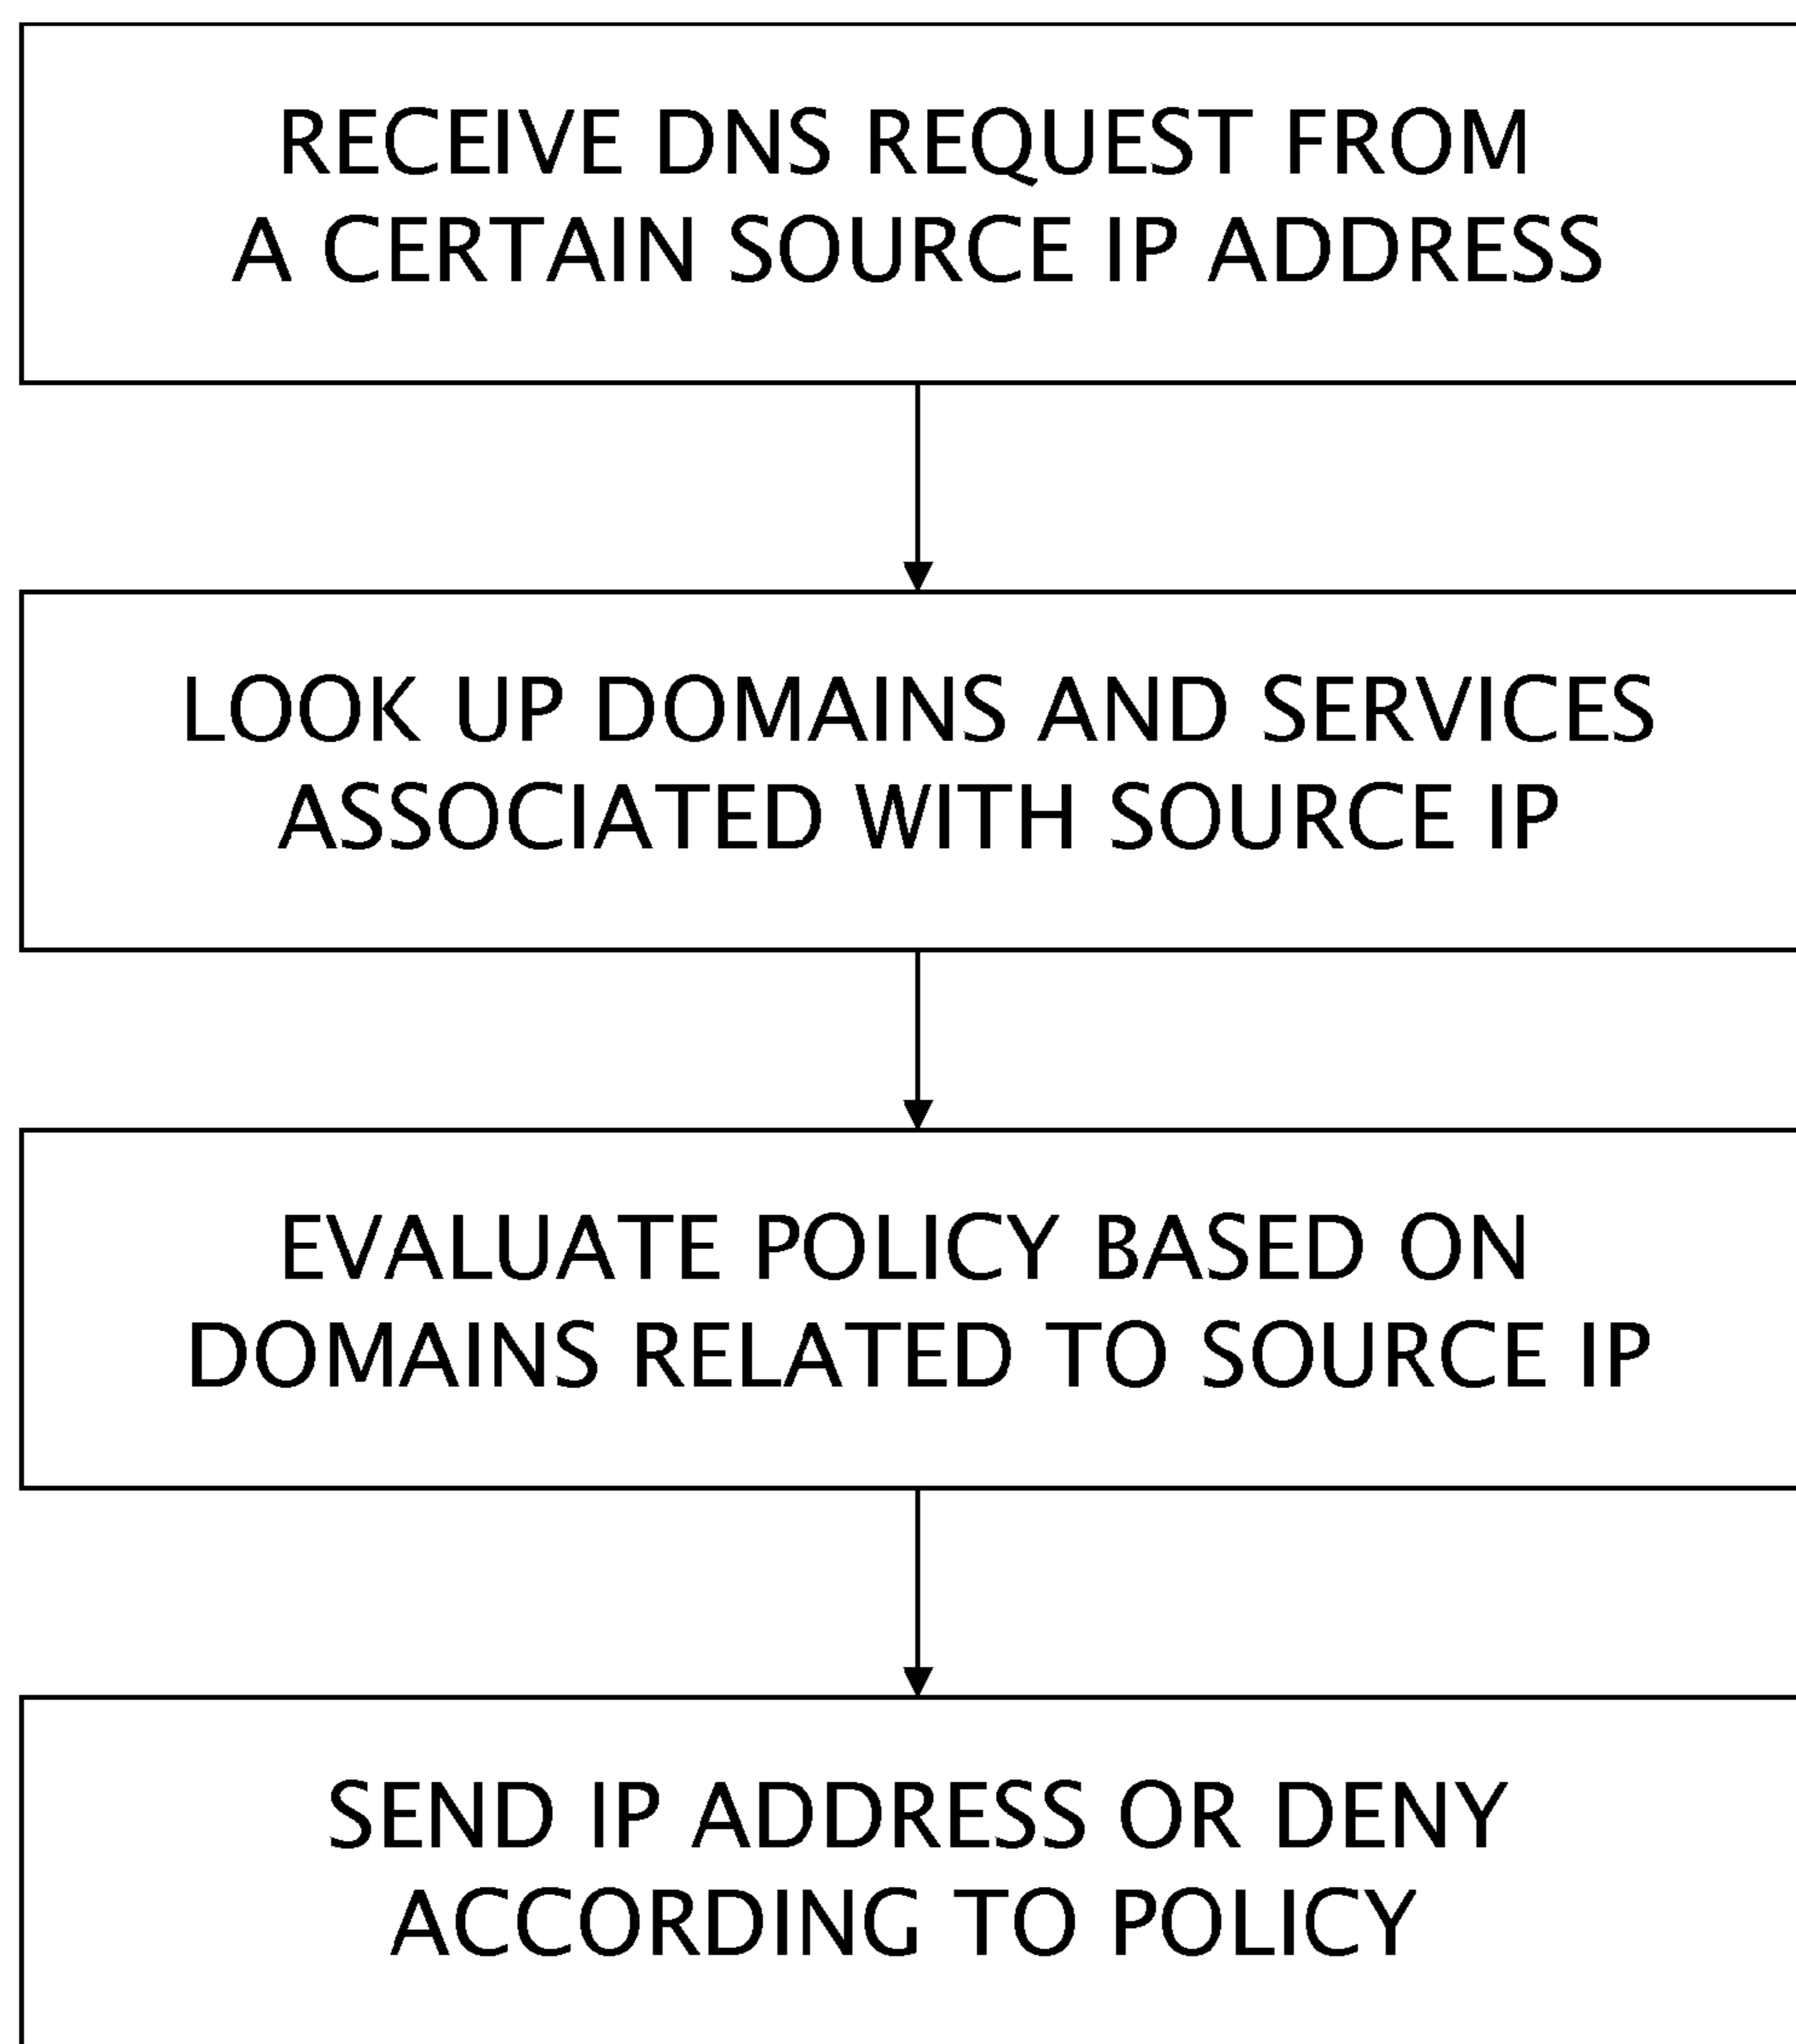 RECEIVE DNS REQUEST FROM
A CERTAIN SOURCE IP ADDRESS
LOOK UP DOMAINS AND SERVICES
ASSOCIATED WITH SOURCE IP
EVALUATE POLICY BASED ON
DOMAINS RELATED TO SOURCE IP
SEND IP ADDRESS OR DENY
ACCORDING TO POLICY